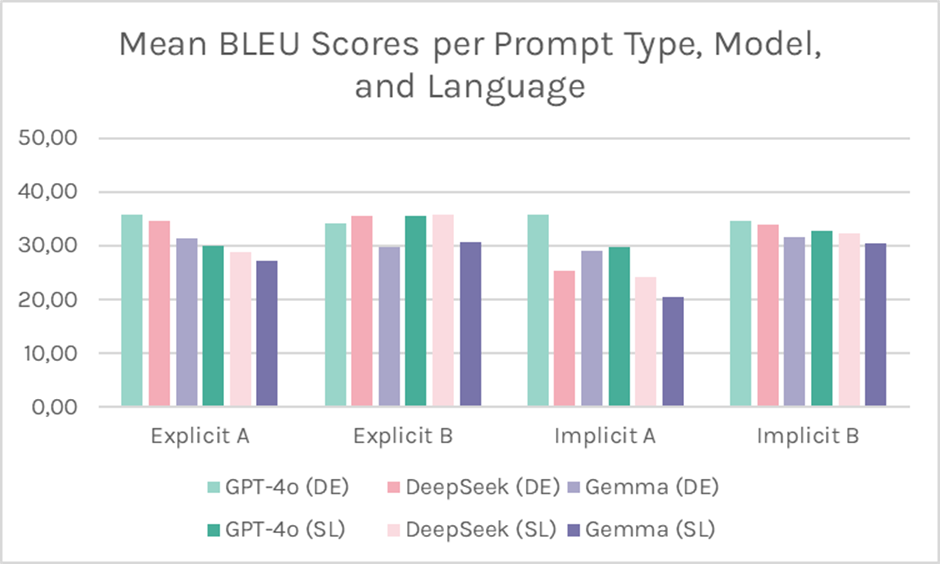 Mean BLEU Scores per Prompt Type, Model,
and Language
50,00
40,00
30,00
20,00
10,00
0,00
Explicit A Explicit B Implicit A Implicit B
GPT-4o (DE) DeepSeek (DE) Gemma (DE)
GPT-4o (SL) DeepSeek (SL) Gemma (SL)